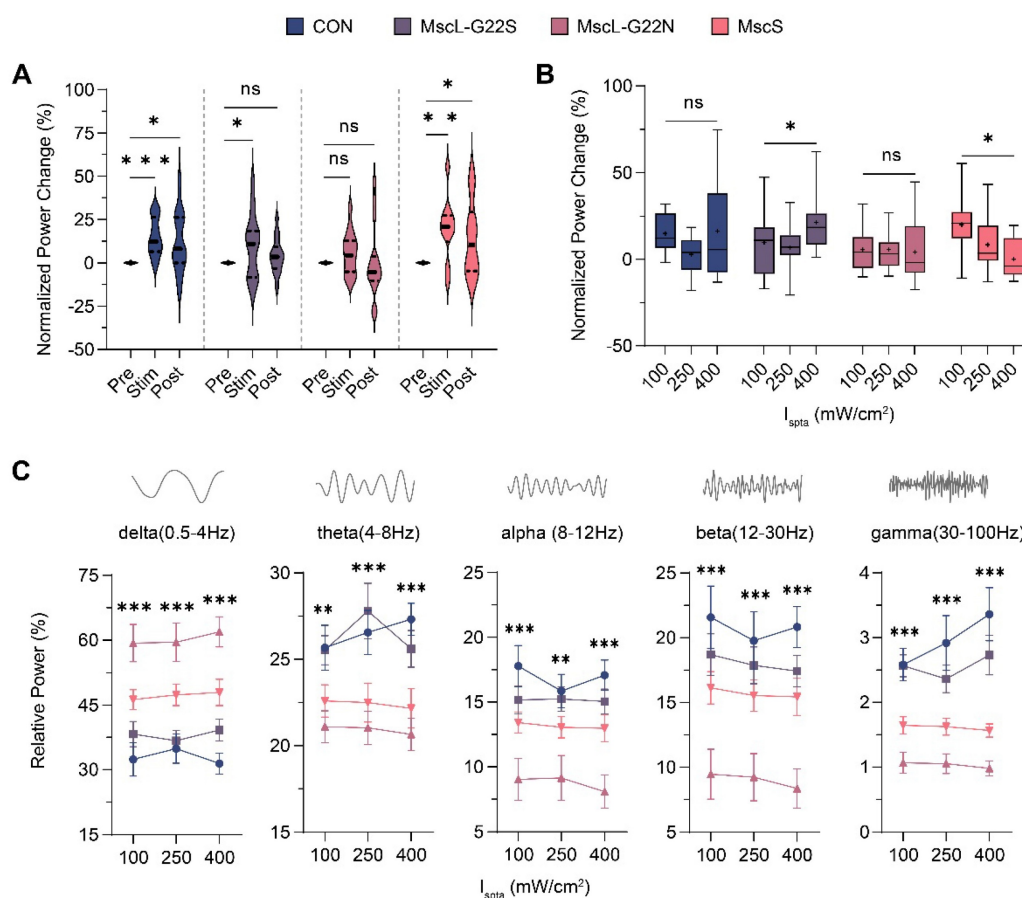 CON MscL-G22S MscL-G22N MscS
A
Normalized Power Change (%)
100
75
50
25
0
-25
-50
* * * *
* ns
ns ns
* * *
Pre Stim Post Pre Stim Post Pre Stim Post Pre Stim Post
B
Normalized Power Change (%)
100
50
0
-50
ns * ns *
100 250 400 100 250 400 100 250 400 100 250 400
Ispta (mW/cm²)
C
delta(0.5-4Hz) theta(4-8Hz) alpha (8-12Hz) beta(12-30Hz) gamma(30-100Hz)
Relative Power (%)
75
60
45
30
15
*** *** ***
100 250 400
30
25
20
15
** *** ***
100 250 400
25
20
15
10
5
*** ** ***
100 250 400
25
20
15
10
5
*** *** ***
100 250 400
4
3
2
1
0
*** *** ***
100 250 400
Ispta (mW/cm²)